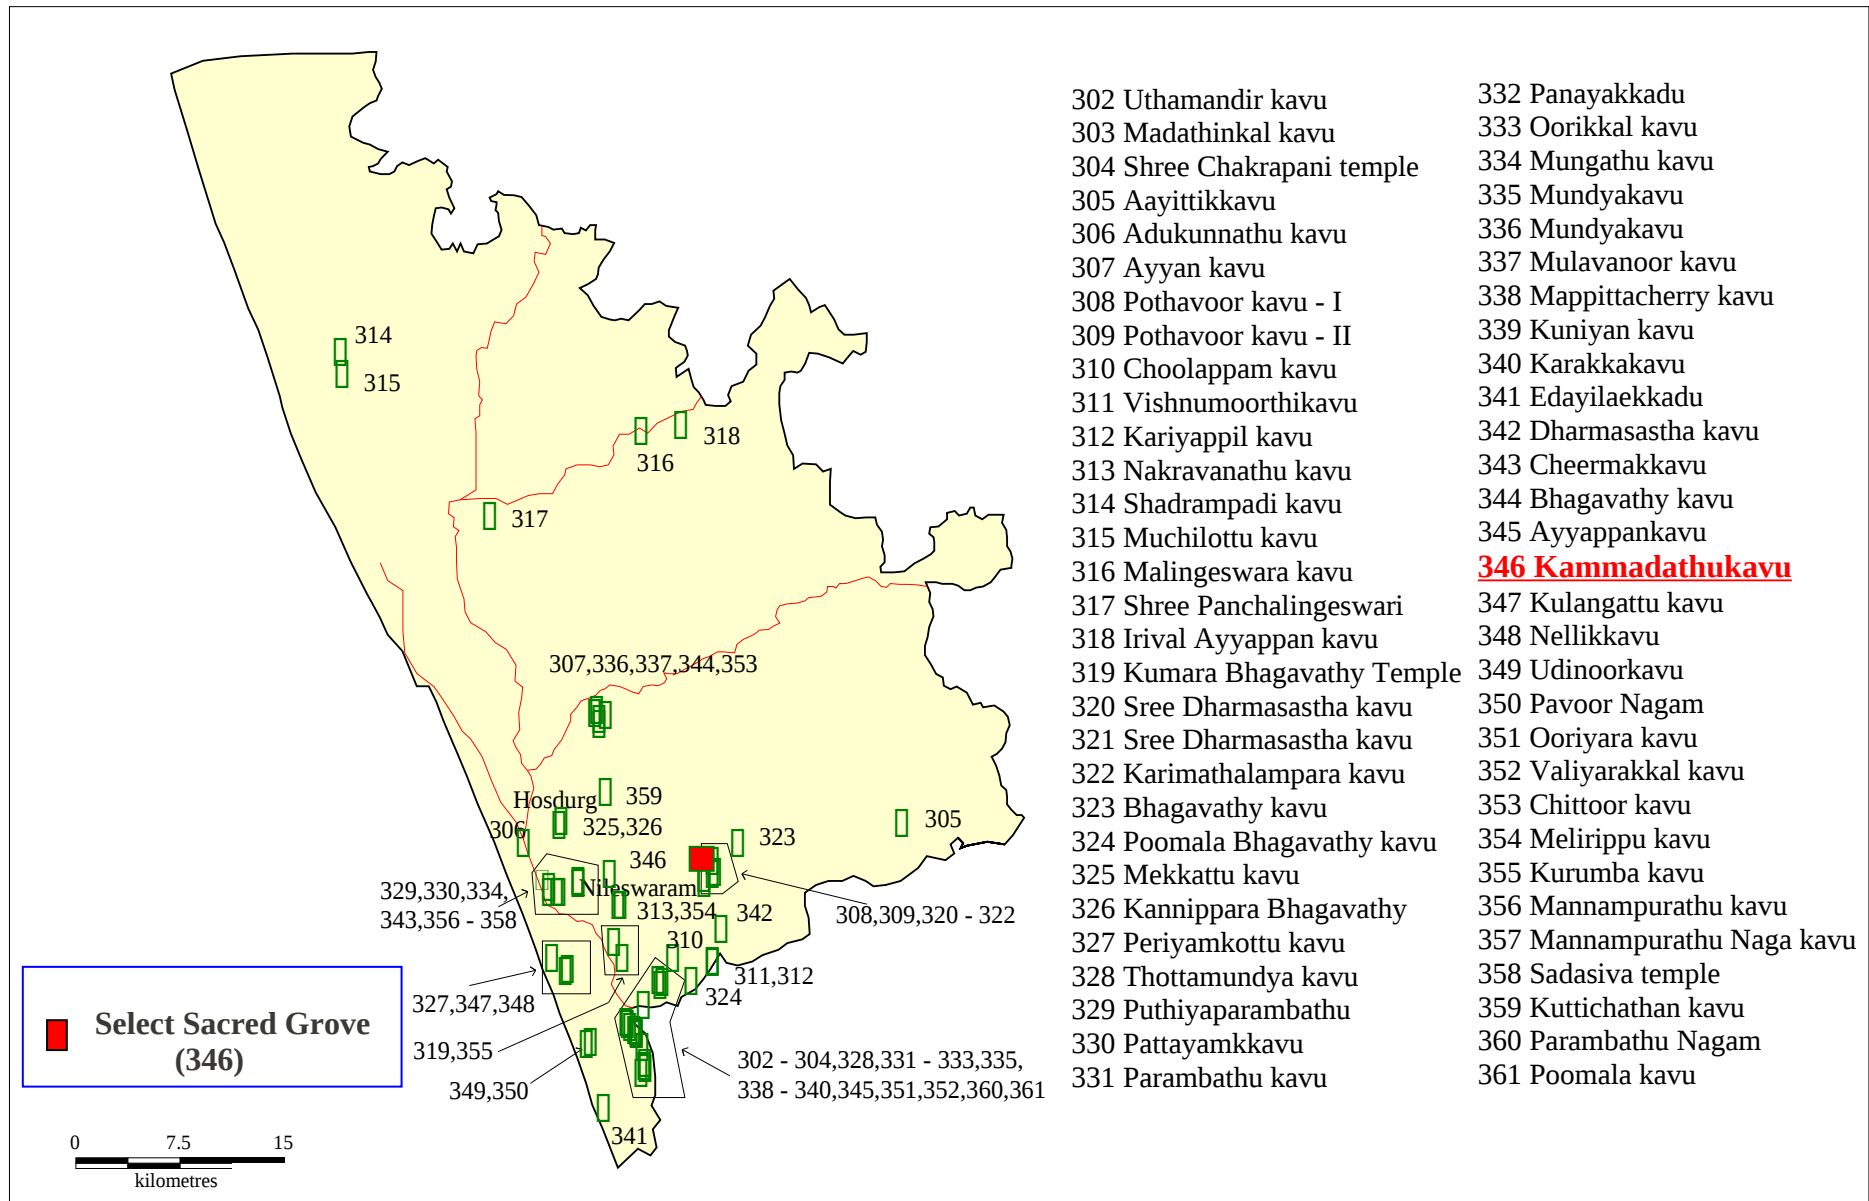 314
315
318
316
317
307,336,337,344,353
Hosdurg
359
306
325,326
305
323
346
Nileswaram
329,330,334,
343,356 - 358
313,354
342
308,309,320 - 322
310
311,312
327,347,348
324
319,355
302 - 304,328,331 - 333,335,
338 - 340,345,351,352,360,361
349,350
341
Select Sacred Grove
(346)
0 7.5 15
kilometres
302 Uthamandir kavu
303 Madathinkal kavu
304 Shree Chakrapani temple
305 Aayittikkavu
306 Adukunnathu kavu
307 Ayyan kavu
308 Pothavoor kavu - I
309 Pothavoor kavu - II
310 Choolappam kavu
311 Vishnumoorthikavu
312 Kariyappil kavu
313 Nakravanathu kavu
314 Shadrampadi kavu
315 Muchilottu kavu
316 Malingeswara kavu
317 Shree Panchalingeswari
318 Irival Ayyappan kavu
319 Kumara Bhagavathy Temple
320 Sree Dharmasastha kavu
321 Sree Dharmasastha kavu
322 Karimathalampara kavu
323 Bhagavathy kavu
324 Poomala Bhagavathy kavu
325 Mekkattu kavu
326 Kannippara Bhagavathy
327 Periyamkottu kavu
328 Thottamundya kavu
329 Puthiyaparambathu
330 Pattayamkkavu
331 Parambathu kavu
332 Panayakkadu
333 Oorikkal kavu
334 Mungathu kavu
335 Mundyakavu
336 Mundyakavu
337 Mulavanoor kavu
338 Mappittacherry kavu
339 Kuniyan kavu
340 Karakkakavu
341 Edayilaekkadu
342 Dharmasastha kavu
343 Cheermakkavu
344 Bhagavathy kavu
345 Ayyappankavu
346 Kammadathukavu
347 Kulangattu kavu
348 Nellikkavu
349 Udinoorkavu
350 Pavoor Nagam
351 Ooriyara kavu
352 Valiyarakkal kavu
353 Chittoor kavu
354 Melirippu kavu
355 Kurumba kavu
356 Mannampurathu kavu
357 Mannampurathu Naga kavu
358 Sadasiva temple
359 Kuttichathan kavu
360 Parambathu Nagam
361 Poomala kavu